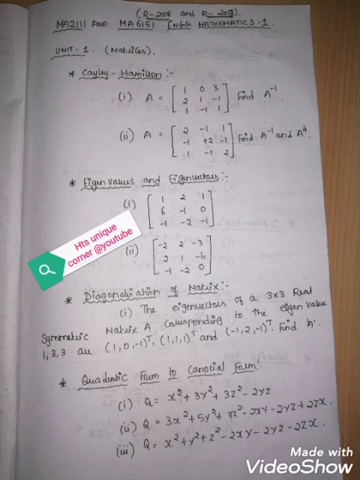 (R-2008 and R-2013).
MA2111 AND MA6151 ENGG MATHEMATICS-1.
UNIT-1. (Matrices).
* Cayley-Hamilton:-
(i) A = [1 0 3
2 1 -1
1 -1 1] Find A⁻¹.
(ii) A = [2 -1 1
-1 +2 -1
1 -1 2] Find A⁻¹ and A⁴.
* Eigen Values and Eigenvectors:-
(i) [1 2 1
6 -1 0
-1 -2 -1]
(ii) [-2 2 -3
2 1 -6
-1 -2 0]
Hts unique
corner @youtube
* Diagonalisation of Matrix:-
(i) The eigenvectors of a 3x3 Real
Symmetric Matrix A corresponding to the eigen value
1,3,3 are (1,0,-1)ᵀ, (1,1,1)ᵀ and (-1,2,-1)ᵀ. Find 'A'.
* Quadratic Form to Canocial Form:-
(i) Q = x²+3y²+3z²-2yz
(ii) Q = 3x²+5y²+3z²-2xy-2yz+2zx.
(iii) Q = x²+y²+z²-2xy-2yz-2zx.
Made with
VideoShow